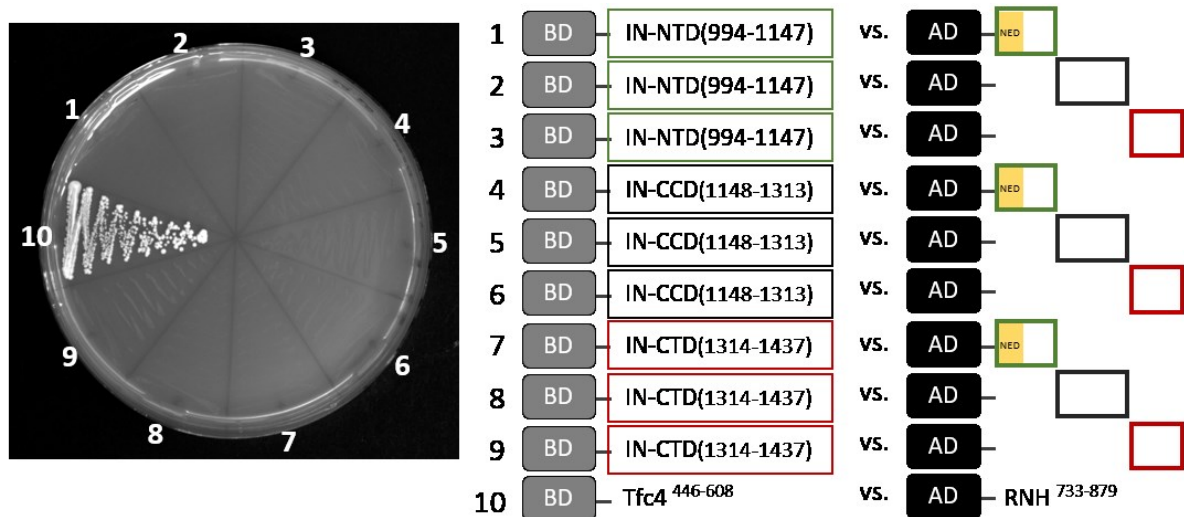 1
2
3
4
5
6
7
8
9
10
1 BD IN-NTD(994-1147) vs. AD NED
2 BD IN-NTD(994-1147) vs. AD
3 BD IN-NTD(994-1147) vs. AD
4 BD IN-CCD(1148-1313) vs. AD NED
5 BD IN-CCD(1148-1313) vs. AD
6 BD IN-CCD(1148-1313) vs. AD
7 BD IN-CTD(1314-1437) vs. AD NED
8 BD IN-CTD(1314-1437) vs. AD
9 BD IN-CTD(1314-1437) vs. AD
10 BD Tfc4 446-608 vs. AD RNH 733-879